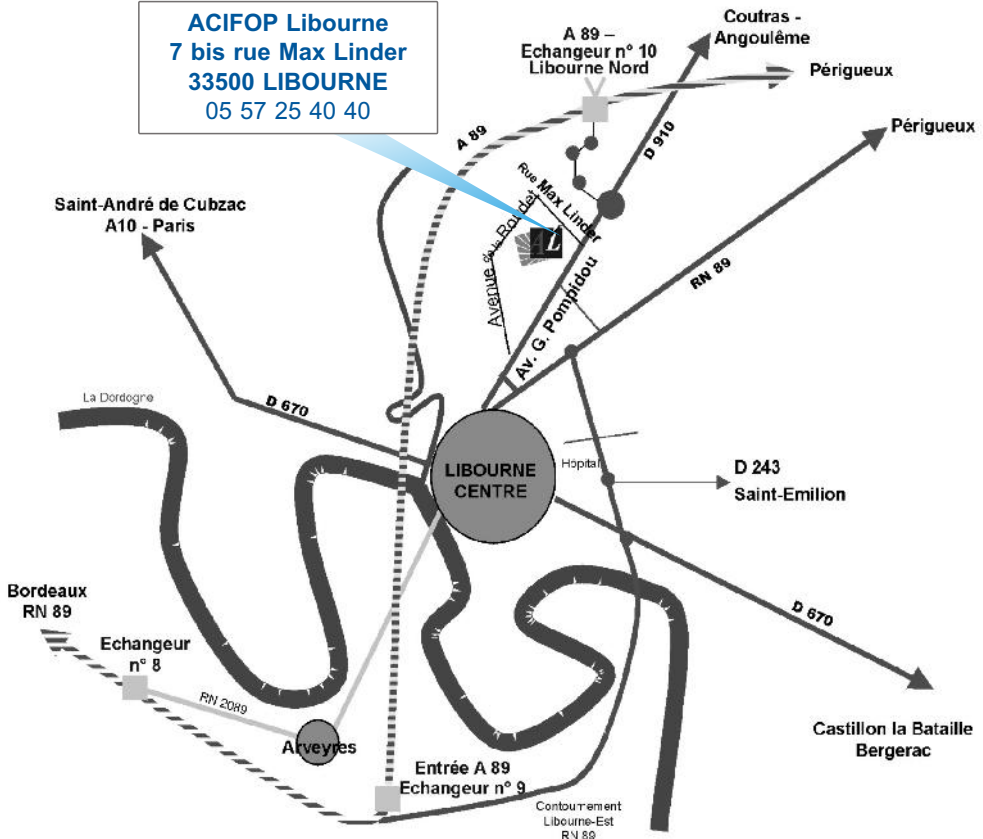 ACIFOP Libourne
7 bis rue Max Linder
33500 LIBOURNE
05 57 25 40 40
Coutras -
Angoulême
A 89 –
Echangeur n° 10
Libourne Nord
Périgueux
Périgueux
A 89
D 910
Rue Max Linder
Avenue de la Roudet
AL
Saint-André de Cubzac
A10 - Paris
RN 89
Av. G. Pompidou
La Dordogne
D 670
LIBOURNE
CENTRE
Hôpital
D 243
Saint-Emilion
Bordeaux
RN 89
Echangeur
n° 8
RN 2089
Arveyres
D 670
Castillon la Bataille
Bergerac
Entrée A 89
Echangeur n° 9
Contournement
Libourne-Est
RN 89